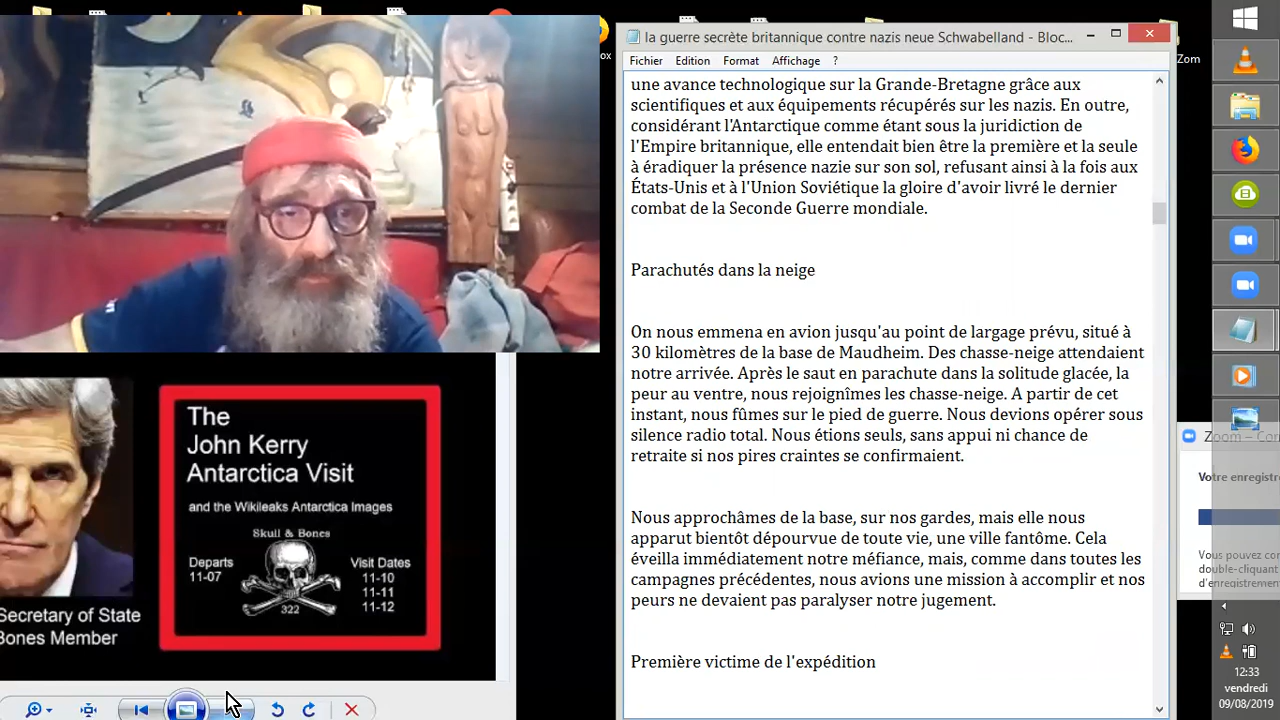 ox
la guerre secrète britannique contre nazis neue Schwabelland - Bloc...
Zom
Fichier Edition Format Affichage ?
une avance technologique sur la Grande-Bretagne grâce aux
scientifiques et aux équipements récupérés sur les nazis. En outre,
considérant l'Antarctique comme étant sous la juridiction de
l'Empire britannique, elle entendait bien être la première et la seule
à éradiquer la présence nazie sur son sol, refusant ainsi à la fois aux
États-Unis et à l'Union Soviétique la gloire d'avoir livré le dernier
combat de la Seconde Guerre mondiale.
Parachutés dans la neige
On nous emmena en avion jusqu'au point de largage prévu, situé à
30 kilomètres de la base de Maudheim. Des chasse-neige attendaient
notre arrivée. Après le saut en parachute dans la solitude glacée, la
peur au ventre, nous rejoignîmes les chasse-neige. A partir de cet
instant, nous fûmes sur le pied de guerre. Nous devions opérer sous
silence radio total. Nous étions seuls, sans appui ni chance de
retraite si nos pires craintes se confirmaient.
Nous approchâmes de la base, sur nos gardes, mais elle nous
apparut bientôt dépourvue de toute vie, une ville fantôme. Cela
éveilla immédiatement notre méfiance, mais, comme dans toutes les
campagnes précédentes, nous avions une mission à accomplir et nos
peurs ne devaient pas paralyser notre jugement.
Première victime de l'expédition
The
John Kerry
Antarctica Visit
and the Wikileaks Antarctica Images
Skull & Bones
Departs
11-07
322
Visit Dates
11-10
11-11
11-12
Secretary of State
Bones Member
Zoom – Con
Votre enregistre
Vous pouvez con
double-cliquant
d'enregistremen
12:33
vendredi
09/08/2019